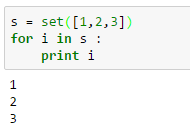 s = set([1,2,3])
for i in s :
    print i
1
2
3